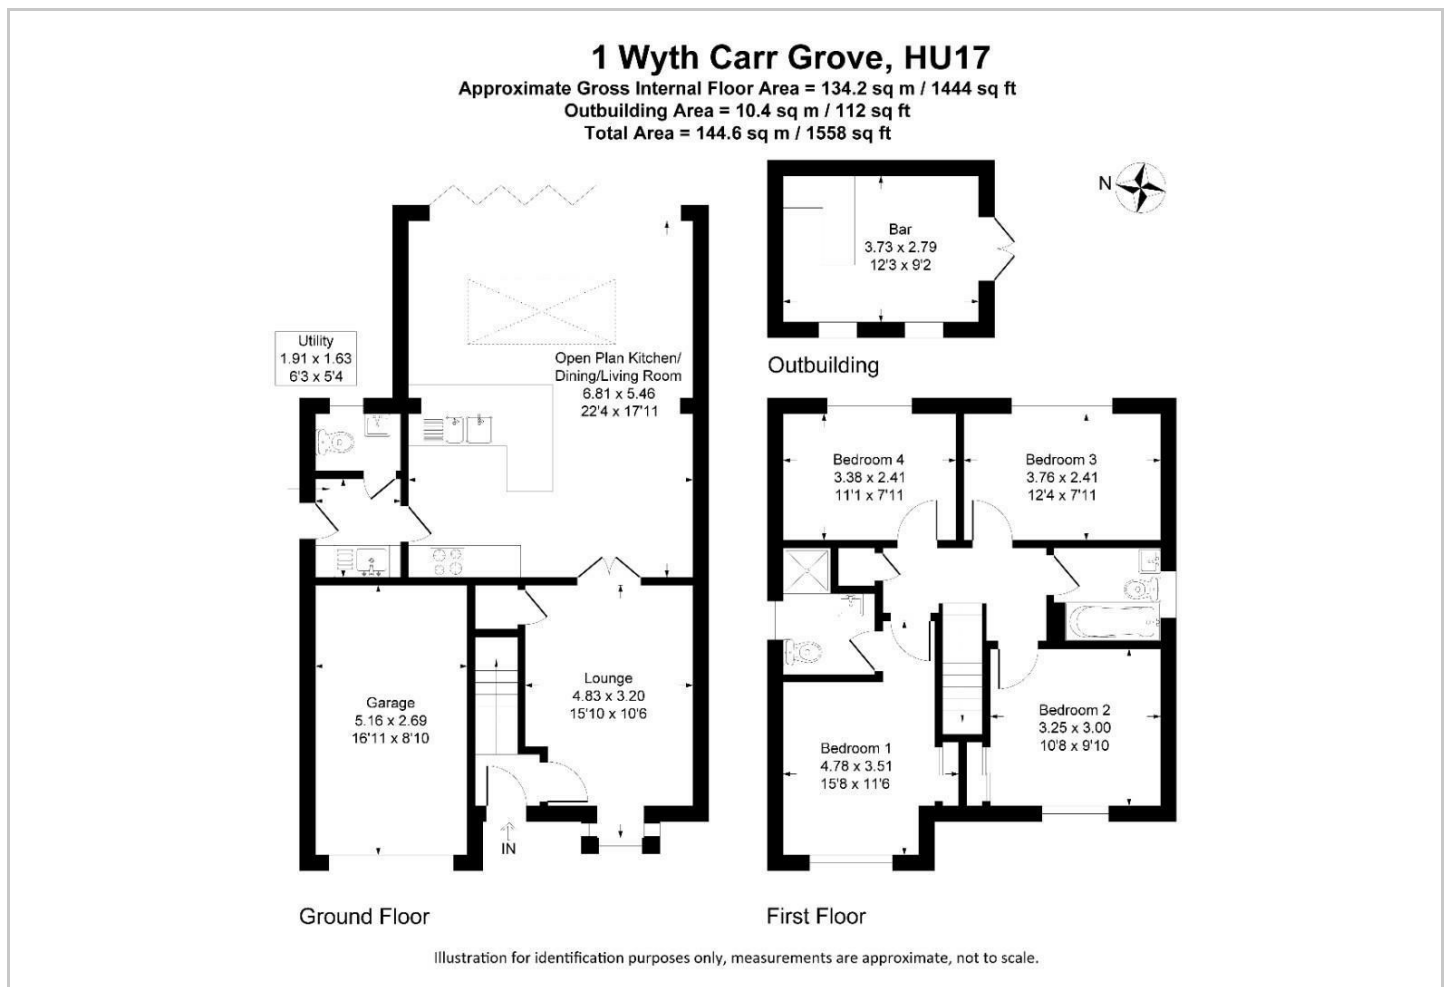 1 Wyth Carr Grove, HU17
Approximate Gross Internal Floor Area = 134.2 sq m / 1444 sq ft
Outbuilding Area = 10.4 sq m / 112 sq ft
Total Area = 144.6 sq m / 1558 sq ft
N
Bar
3.73 x 2.79
12'3 x 9'2
Outbuilding
Utility
1.91 x 1.63
6'3 x 5'4
Open Plan Kitchen/
Dining/Living Room
6.81 x 5.46
22'4 x 17'11
Garage
5.16 x 2.69
16'11 x 8'10
Lounge
4.83 x 3.20
15'10 x 10'6
IN
Ground Floor
Bedroom 4
3.38 x 2.41
11'1 x 7'11
Bedroom 3
3.76 x 2.41
12'4 x 7'11
Bedroom 1
4.78 x 3.51
15'8 x 11'6
Bedroom 2
3.25 x 3.00
10'8 x 9'10
First Floor
Illustration for identification purposes only, measurements are approximate, not to scale.